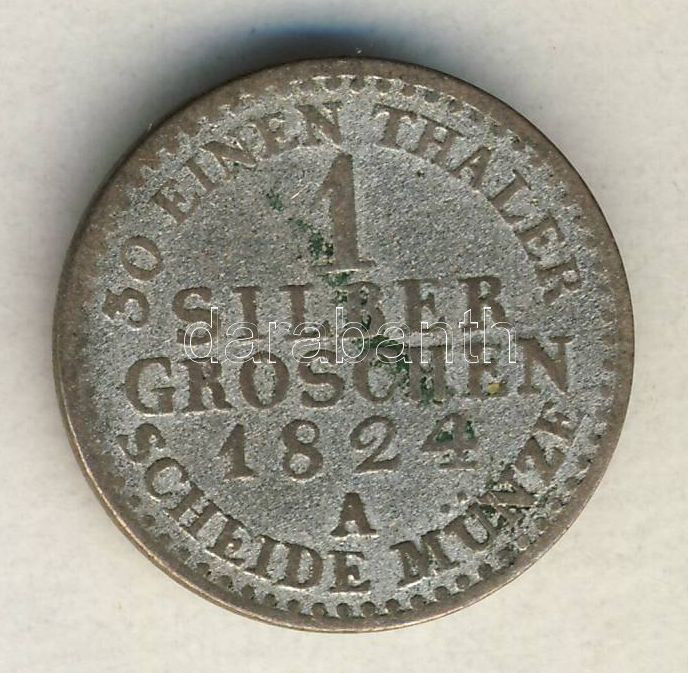 30 EINEN THALER
1
SILBER
GROSCHEN
1824
A
SCHEIDE MÜNZE
darabanth